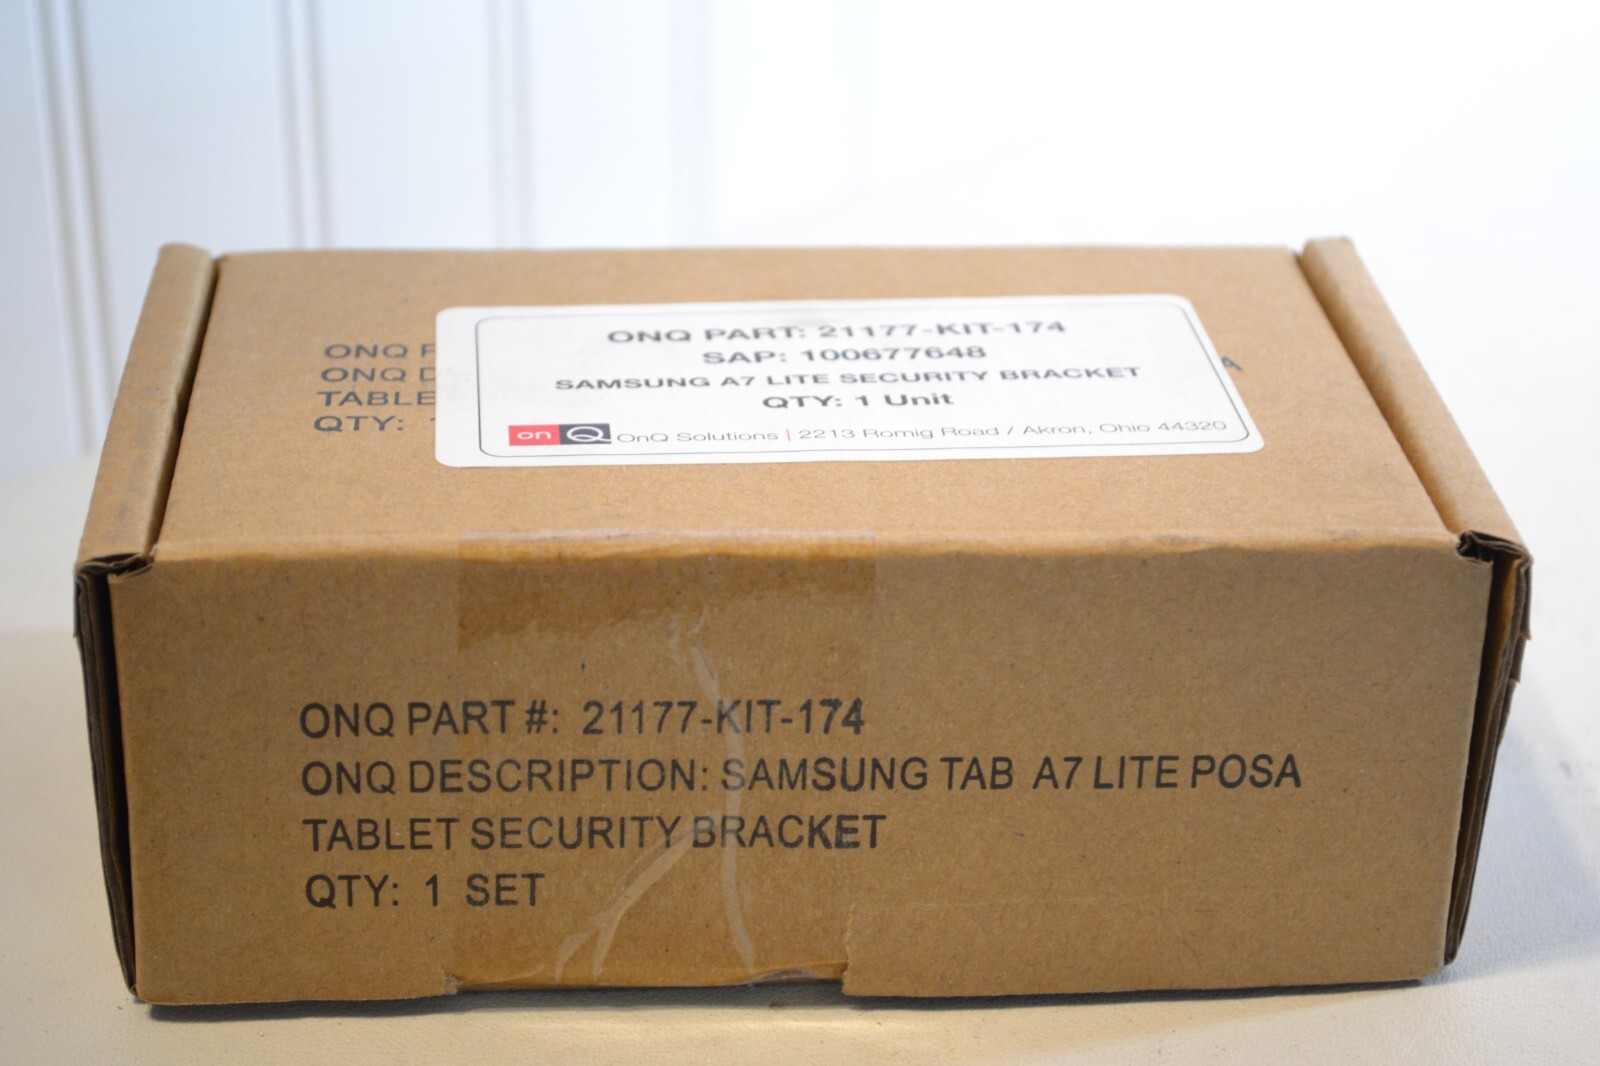 ONQ PART: 21177-KIT-174
SAP: 100677648
SAMSUNG A7 LITE SECURITY BRACKET
QTY: 1 Unit
on Q OnQ Solutions | 2213 Romig Road / Akron, Ohio 44320
ONQ
ONQ
TABLE
QTY:
ONQ PART #: 21177-KIT-174
ONQ DESCRIPTION: SAMSUNG TAB A7 LITE POSA
TABLET SECURITY BRACKET
QTY: 1 SET